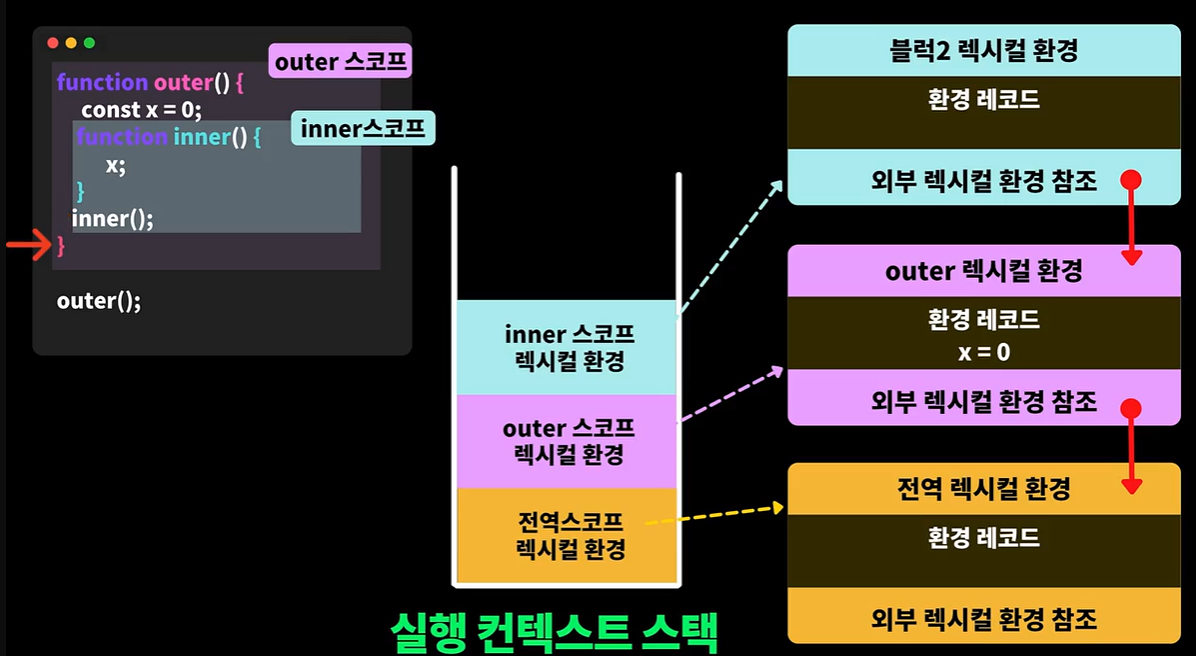 outer 스코프
function outer() {
const x = 0;
function inner() {
inner스코프
x;
}
inner();
}
outer();
inner 스코프
렉시컬 환경
outer 스코프
렉시컬 환경
전역스코프
렉시컬 환경
실행 컨텍스트 스택
블럭2 렉시컬 환경
환경 레코드
외부 렉시컬 환경 참조
outer 렉시컬 환경
환경 레코드
x = 0
외부 렉시컬 환경 참조
전역 렉시컬 환경
환경 레코드
외부 렉시컬 환경 참조